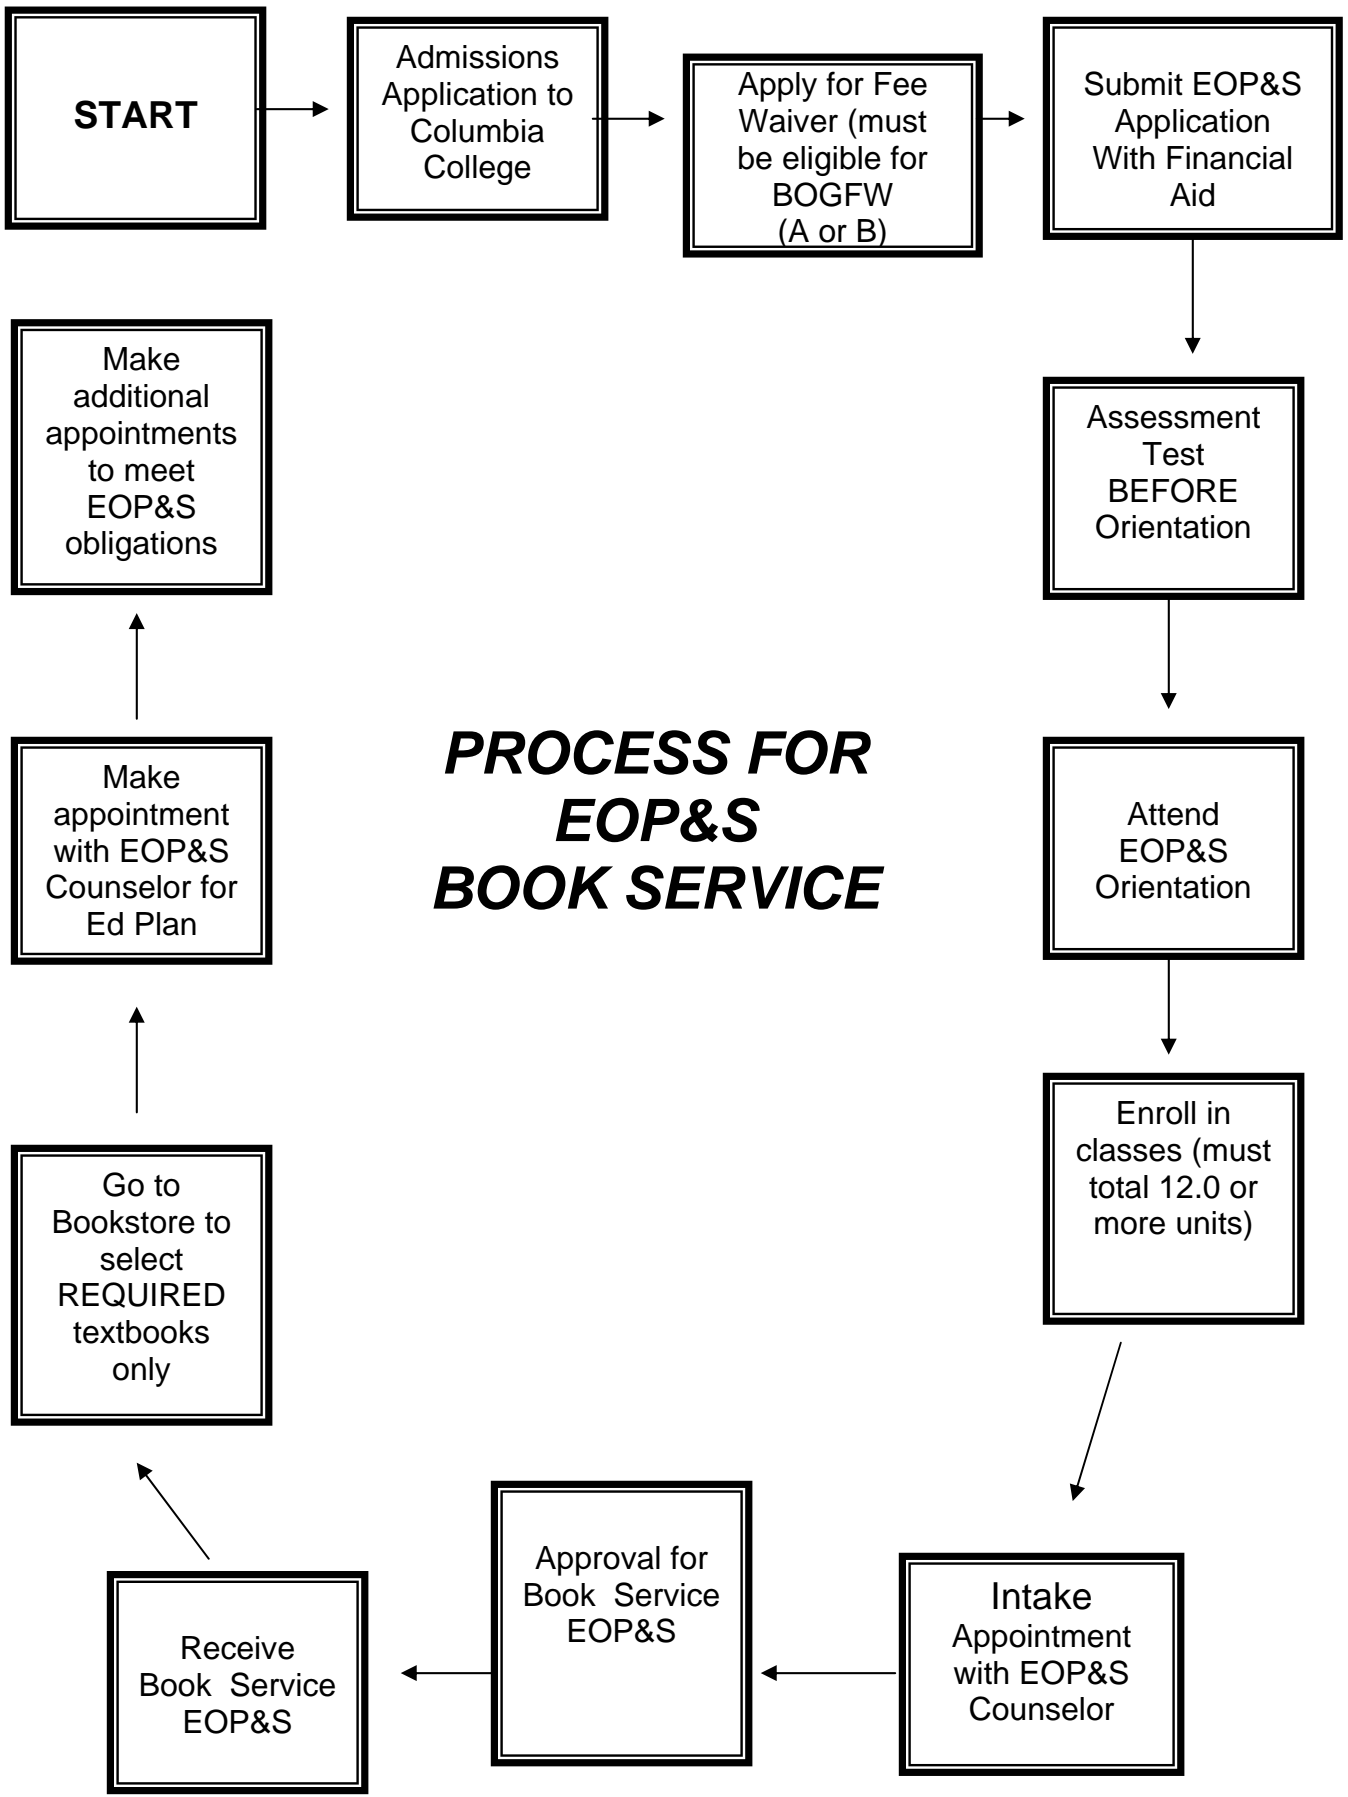 START
Admissions
Application to
Columbia
College
Apply for Fee
Waiver (must
be eligible for
BOGFW
(A or B)
Submit EOP&S
Application
With Financial
Aid
Assessment
Test
BEFORE
Orientation
Attend
EOP&S
Orientation
Enroll in
classes (must
total 12.0 or
more units)
Intake
Appointment
with EOP&S
Counselor
Approval for
Book Service
EOP&S
Receive
Book Service
EOP&S
Go to
Bookstore to
select
REQUIRED
textbooks
only
Make
appointment
with EOP&S
Counselor for
Ed Plan
Make
additional
appointments
to meet
EOP&S
obligations
PROCESS FOR
EOP&S
BOOK SERVICE